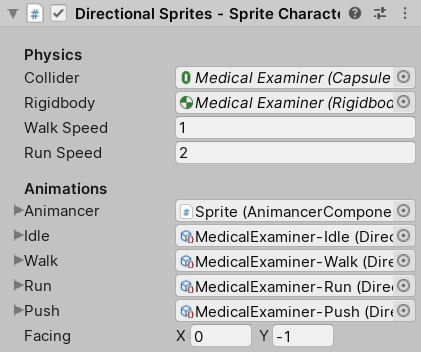 Directional Sprites - Sprite Characte
Physics
Collider Medical Examiner (Capsule
Rigidbody Medical Examiner (Rigidbod
Walk Speed 1
Run Speed 2
Animations
Animancer Sprite (AnimancerCompone
Idle MedicalExaminer-Idle (Direc
Walk MedicalExaminer-Walk (Dire
Run MedicalExaminer-Run (Direc
Push MedicalExaminer-Push (Dire
Facing X 0 Y -1